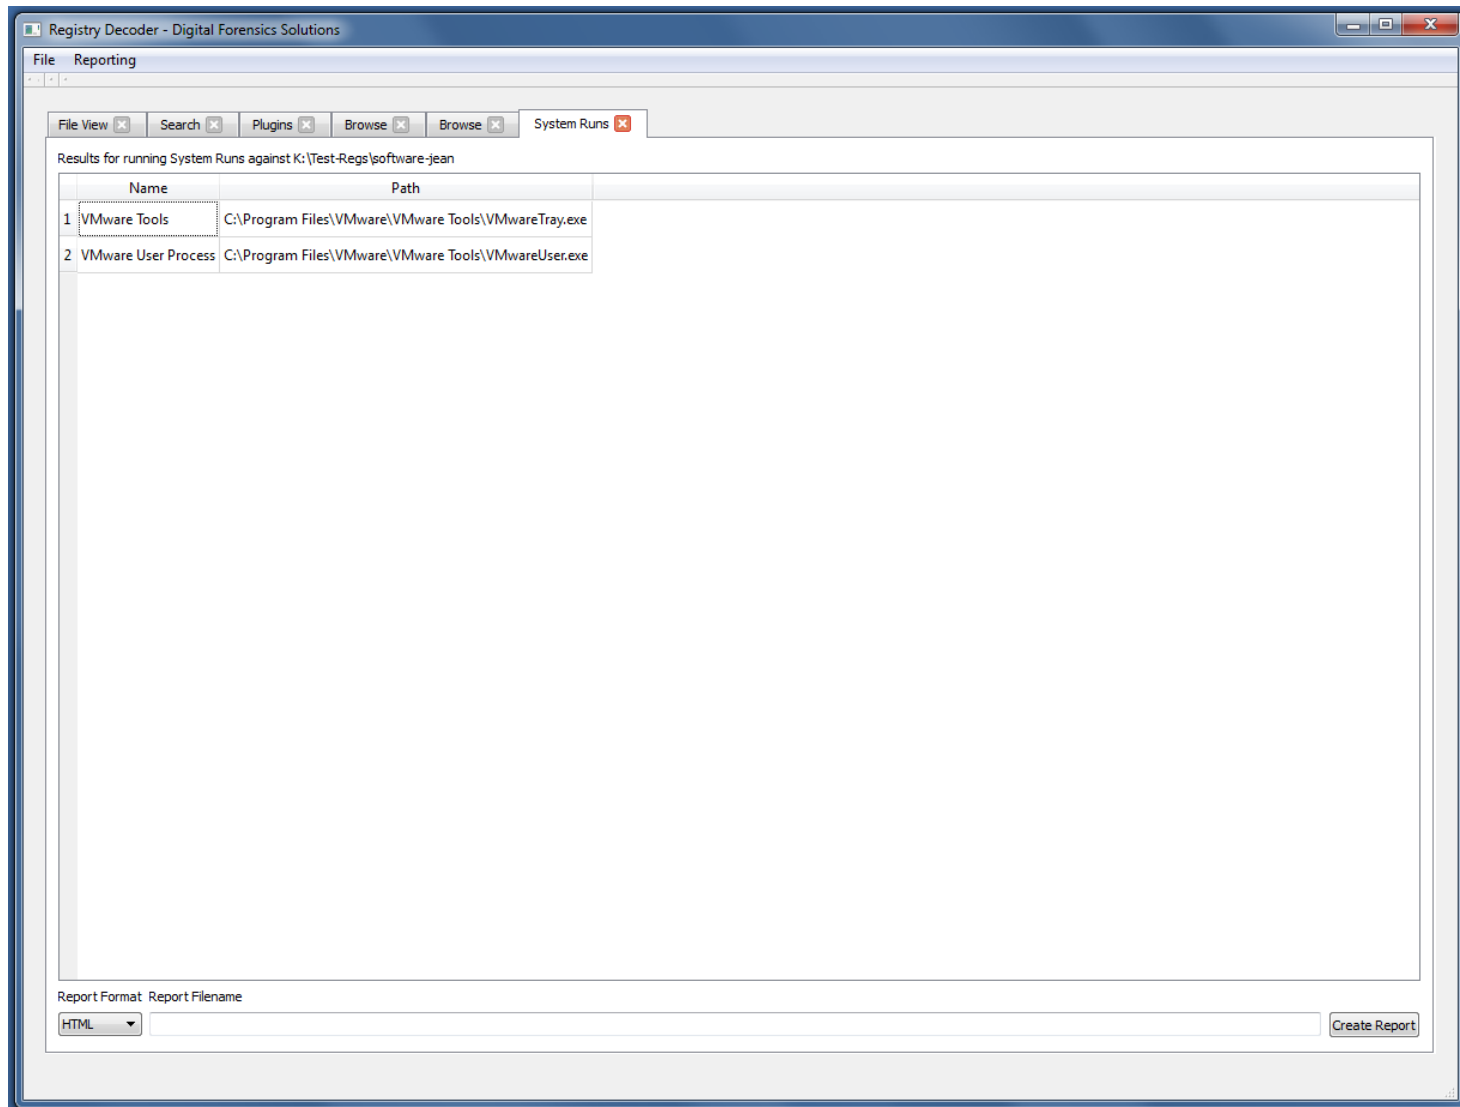 Registry Decoder - Digital Forensics Solutions
File Reporting
File View Search Plugins Browse Browse System Runs
Results for running System Runs against K:\Test-Regs\software-jean
Name Path
1 VMware Tools C:\Program Files\VMware\VMware Tools\VMwareTray.exe
2 VMware User Process C:\Program Files\VMware\VMware Tools\VMwareUser.exe
Report Format Report Filename
HTML Create Report